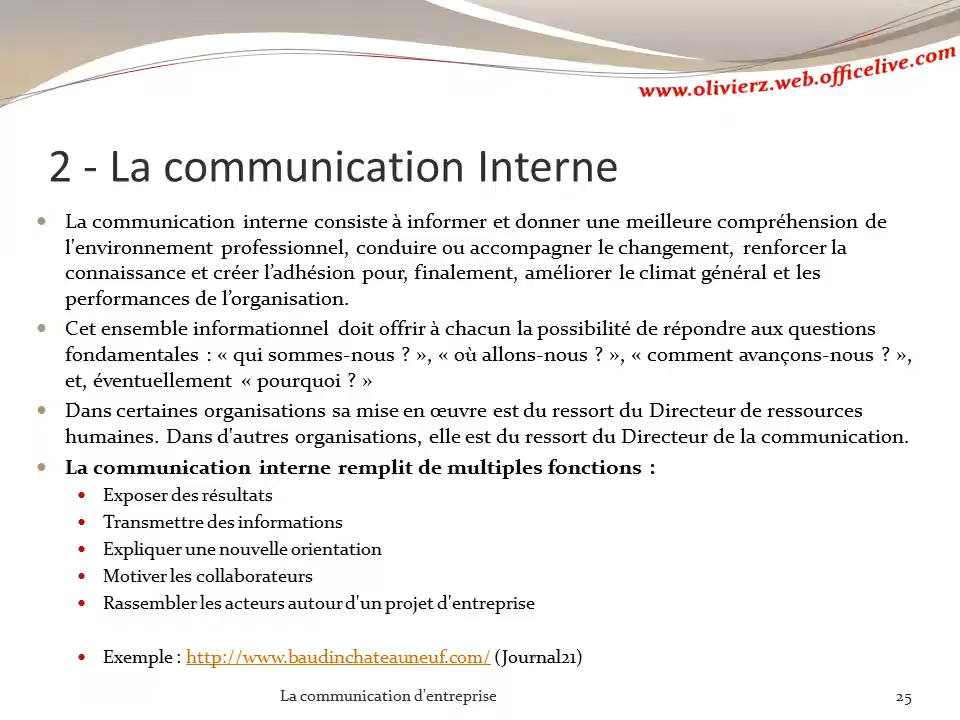 www.olivierz.web.officelive.com
2 - La communication Interne
La communication interne consiste à informer et donner une meilleure compréhension de
l'environnement professionnel, conduire ou accompagner le changement, renforcer la
connaissance et créer l’adhésion pour, finalement, améliorer le climat général et les
performances de l’organisation.
Cet ensemble informationnel doit offrir à chacun la possibilité de répondre aux questions
fondamentales : « qui sommes-nous ? », « où allons-nous ? », « comment avançons-nous ? »,
et, éventuellement « pourquoi ? »
Dans certaines organisations sa mise en œuvre est du ressort du Directeur de ressources
humaines. Dans d'autres organisations, elle est du ressort du Directeur de la communication.
La communication interne remplit de multiples fonctions :
Exposer des résultats
Transmettre des informations
Expliquer une nouvelle orientation
Motiver les collaborateurs
Rassembler les acteurs autour d'un projet d'entreprise
Exemple : http://www.baudinchateauneuf.com/ (Journal21)
La communication d'entreprise
25